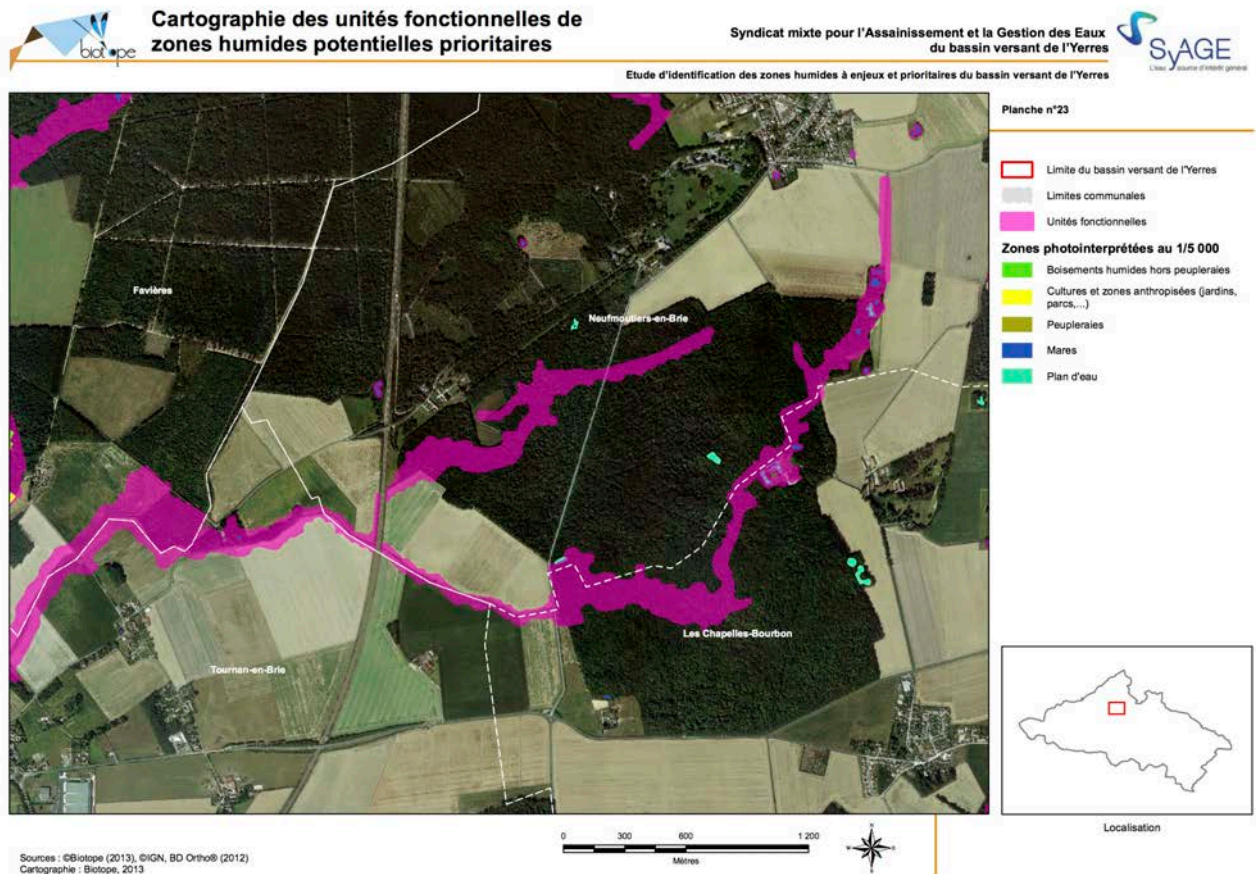 biotope
Cartographie des unités fonctionnelles de
zones humides potentielles prioritaires
Syndicat mixte pour l'Assainissement et la Gestion des Eaux
du bassin versant de l'Yerres
SyAGE
L'eau source d'intérêt général
Etude d'identification des zones humides à enjeux et prioritaires du bassin versant de l'Yerres
Planche n°23
Limite du bassin versant de l'Yerres
Limites communales
Unités fonctionnelles
Zones photointerprétées au 1/5 000
Boisements humides hors peupleraies
Cultures et zones anthropisées (jardins,
parcs,...)
Peupleraies
Mares
Plan d'eau
Favières
Neufmoutiers-en-Brie
Les Chapelles-Bourbon
Tournan-en-Brie
Localisation
0 300 600 1 200
Mètres
N
Sources : ©Biotope (2013), ©IGN, BD Ortho® (2012)
Cartographie : Biotope, 2013